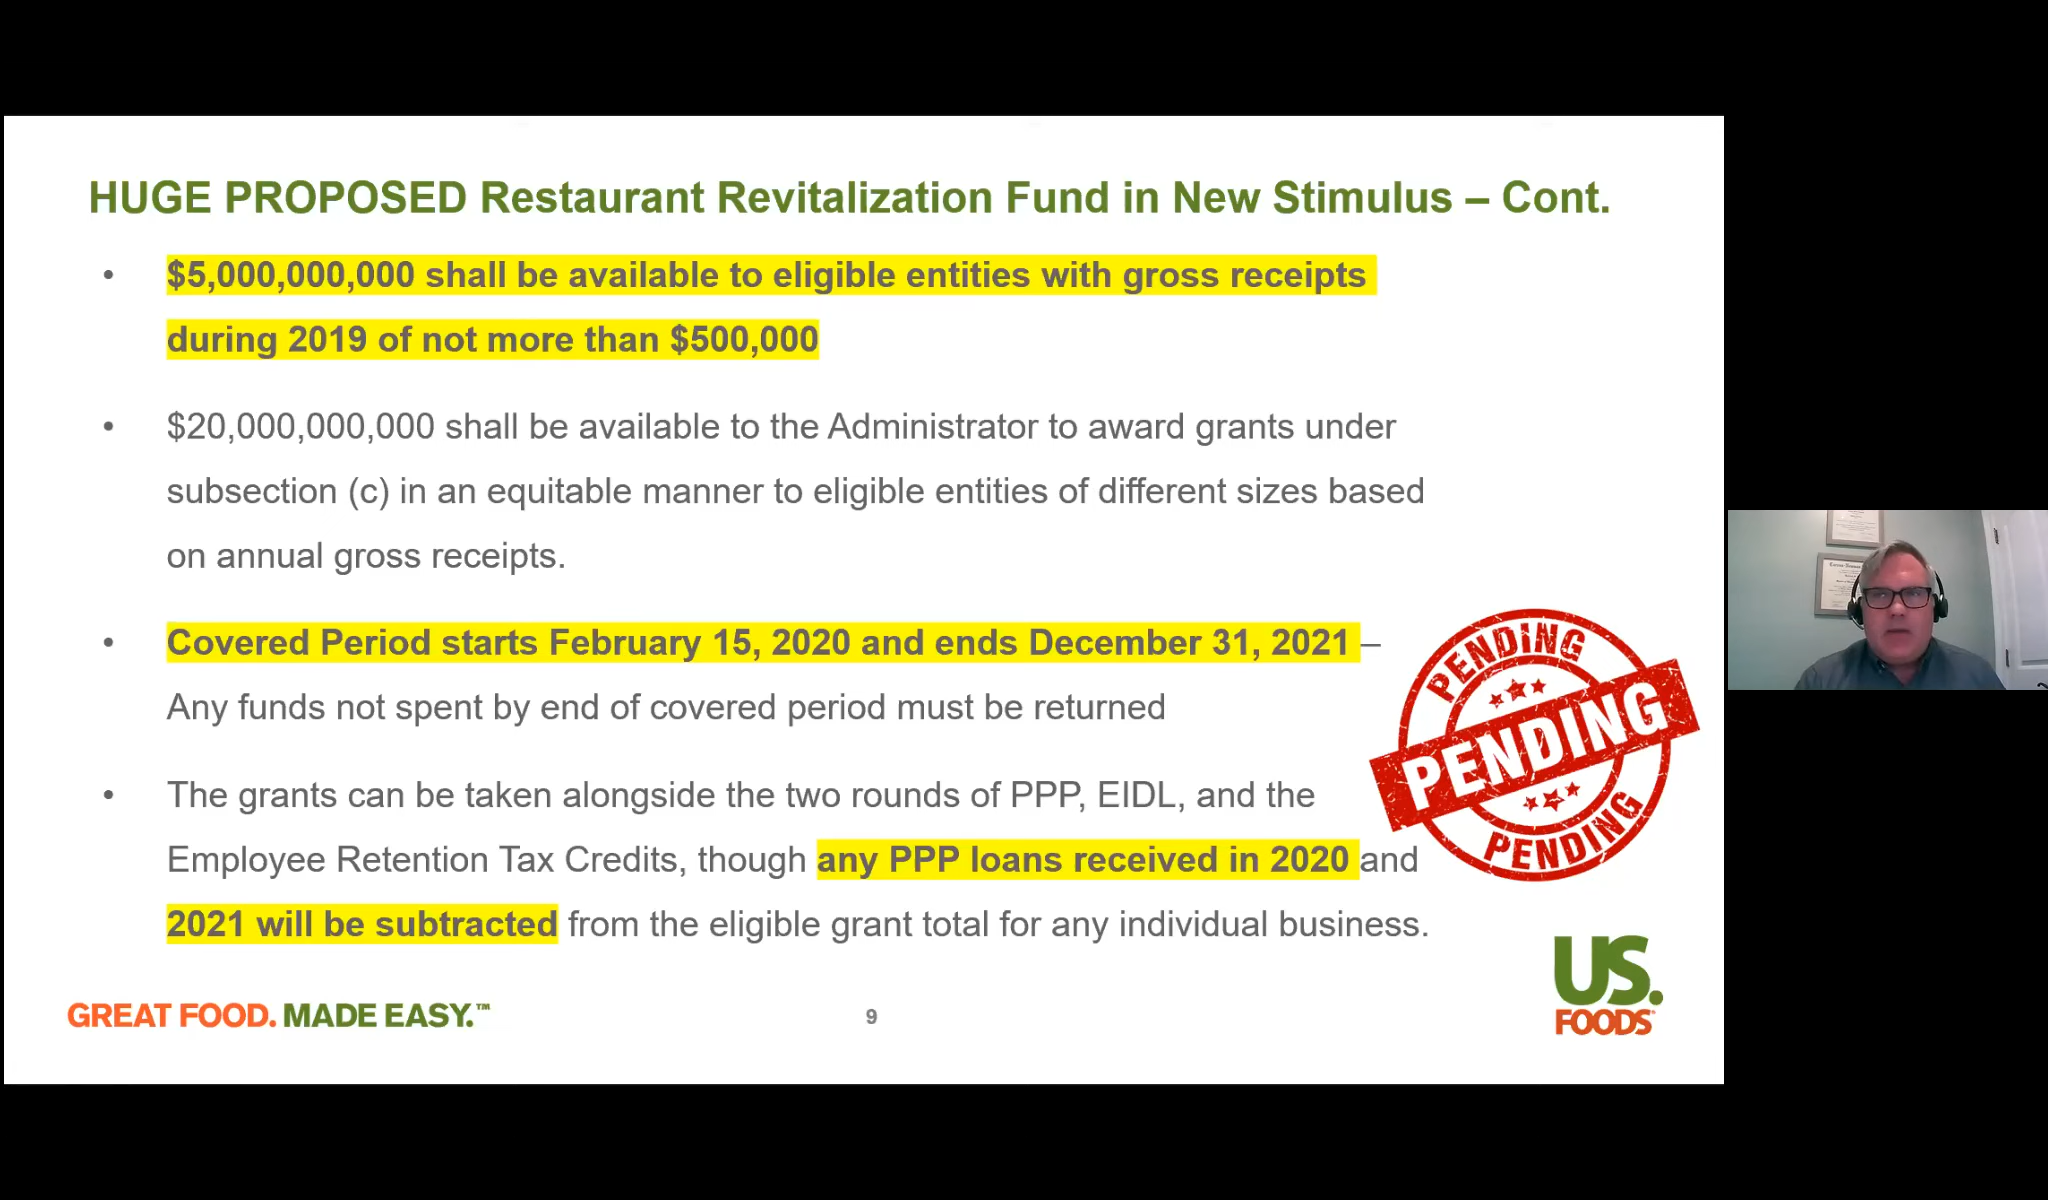 HUGE PROPOSED Restaurant Revitalization Fund in New Stimulus – Cont.
• $5,000,000,000 shall be available to eligible entities with gross receipts
during 2019 of not more than $500,000
• $20,000,000,000 shall be available to the Administrator to award grants under
subsection (c) in an equitable manner to eligible entities of different sizes based
on annual gross receipts.
• Covered Period starts February 15, 2020 and ends December 31, 2021 –
Any funds not spent by end of covered period must be returned
• The grants can be taken alongside the two rounds of PPP, EIDL, and the
Employee Retention Tax Credits, though any PPP loans received in 2020 and
2021 will be subtracted from the eligible grant total for any individual business.
PENDING
PENDING
PENDING
GREAT FOOD. MADE EASY.™
9
US.
FOODS®